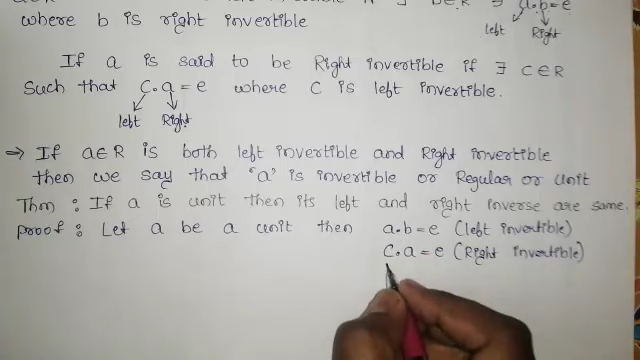 b∈R ∋ a.b=e
where b is right invertible
left Right
If a is said to be Right invertible if ∃ C∈R
Such that C.a = e where C is left invertible.
left Right
⇒ If a∈R is both left invertible and Right invertible
then we say that 'a' is invertible or Regular or Unit
Thm : If a is unit then its left and right inverse are same.
proof : Let a be a unit then a.b=e (left invertible)
C.a = e (Right invertible)